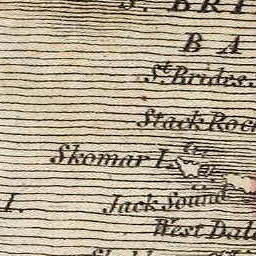 S. BRI
B A
St. Brides.
Stack Rock
Skomar I.
I.
Jack Sound
West Dale